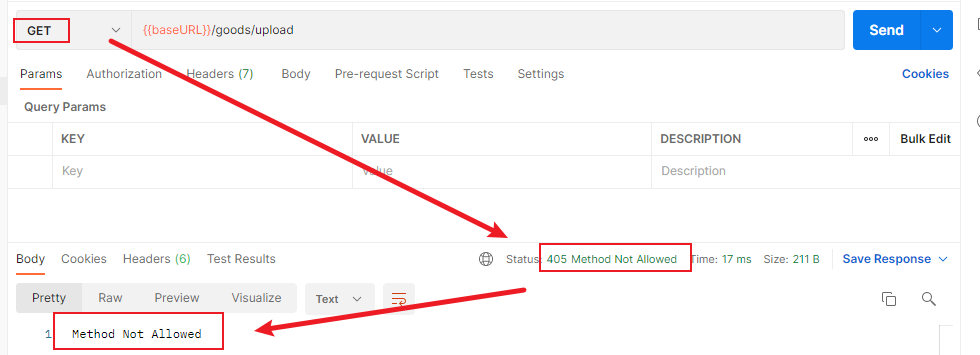 GET {{baseURL}}/goods/upload Send
Params Authorization Headers (7) Body Pre-request Script Tests Settings Cookies
Query Params
KEY VALUE DESCRIPTION ooo Bulk Edit
Key Value Description
Body Cookies Headers (6) Test Results Status: 405 Method Not Allowed Time: 17 ms Size: 211 B Save Response
Pretty Raw Preview Visualize Text
1 Method Not Allowed